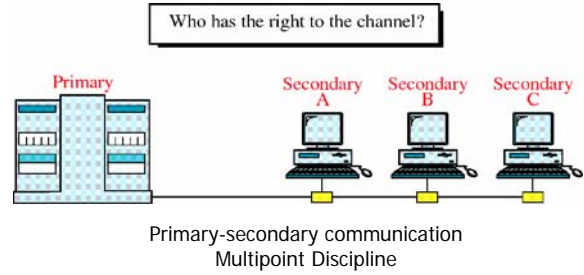 Who has the right to the channel?
Primary
Secondary
A
Secondary
B
Secondary
C
Primary-secondary communication
Multipoint Discipline